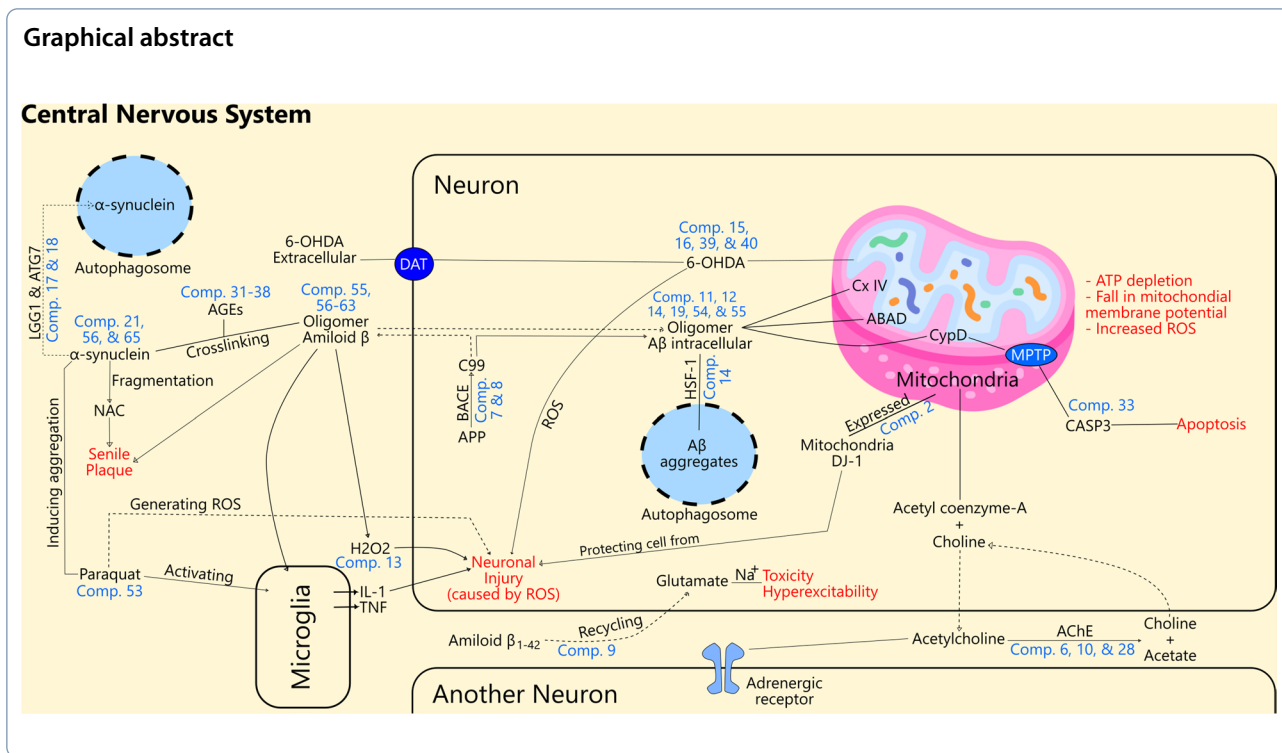 Graphical abstract
Central Nervous System
α-synuclein
Autophagosome
LGG1 & ATG7
Comp. 17 & 18
Comp. 31-38
AGEs
Crosslinking
Comp. 21,
56, & 65
α-synuclein
Fragmentation
NAC
Senile
Plaque
Inducing aggregation
Generating ROS
Paraquat
Comp. 53
Activating
Microglia
IL-1
TNF
H2O2
Comp. 13
6-OHDA
Extracellular
Comp. 55,
56-63
Oligomer
Amiloid β
DAT
Neuron
Comp. 15,
16, 39, & 40
6-OHDA
ROS
Comp. 11, 12
14, 19, 54, & 55
Oligomer
Aβ intracellular
C99
BACE
Comp.
7 & 8
APP
HSF-1
Comp.
14
Aβ
aggregates
Autophagosome
Cx IV
ABAD
CypD
MPTP
Mitochondria
- ATP depletion
- Fall in mitochondial
membrane potential
- Increased ROS
Comp. 33
CASP3
Apoptosis
Expressed
Comp. 2
Mitochondria
DJ-1
Protecting cell from
Neuronal
Injury
(caused by ROS)
Acetyl coenzyme-A
+
Choline
Glutamate
Na+
Toxicity
Hyperexcitability
Amiloid β1-42
Recycling
Comp. 9
Acetylcholine
AChE
Comp. 6, 10, & 28
Choline
+
Acetate
Adrenergic
receptor
Another Neuron